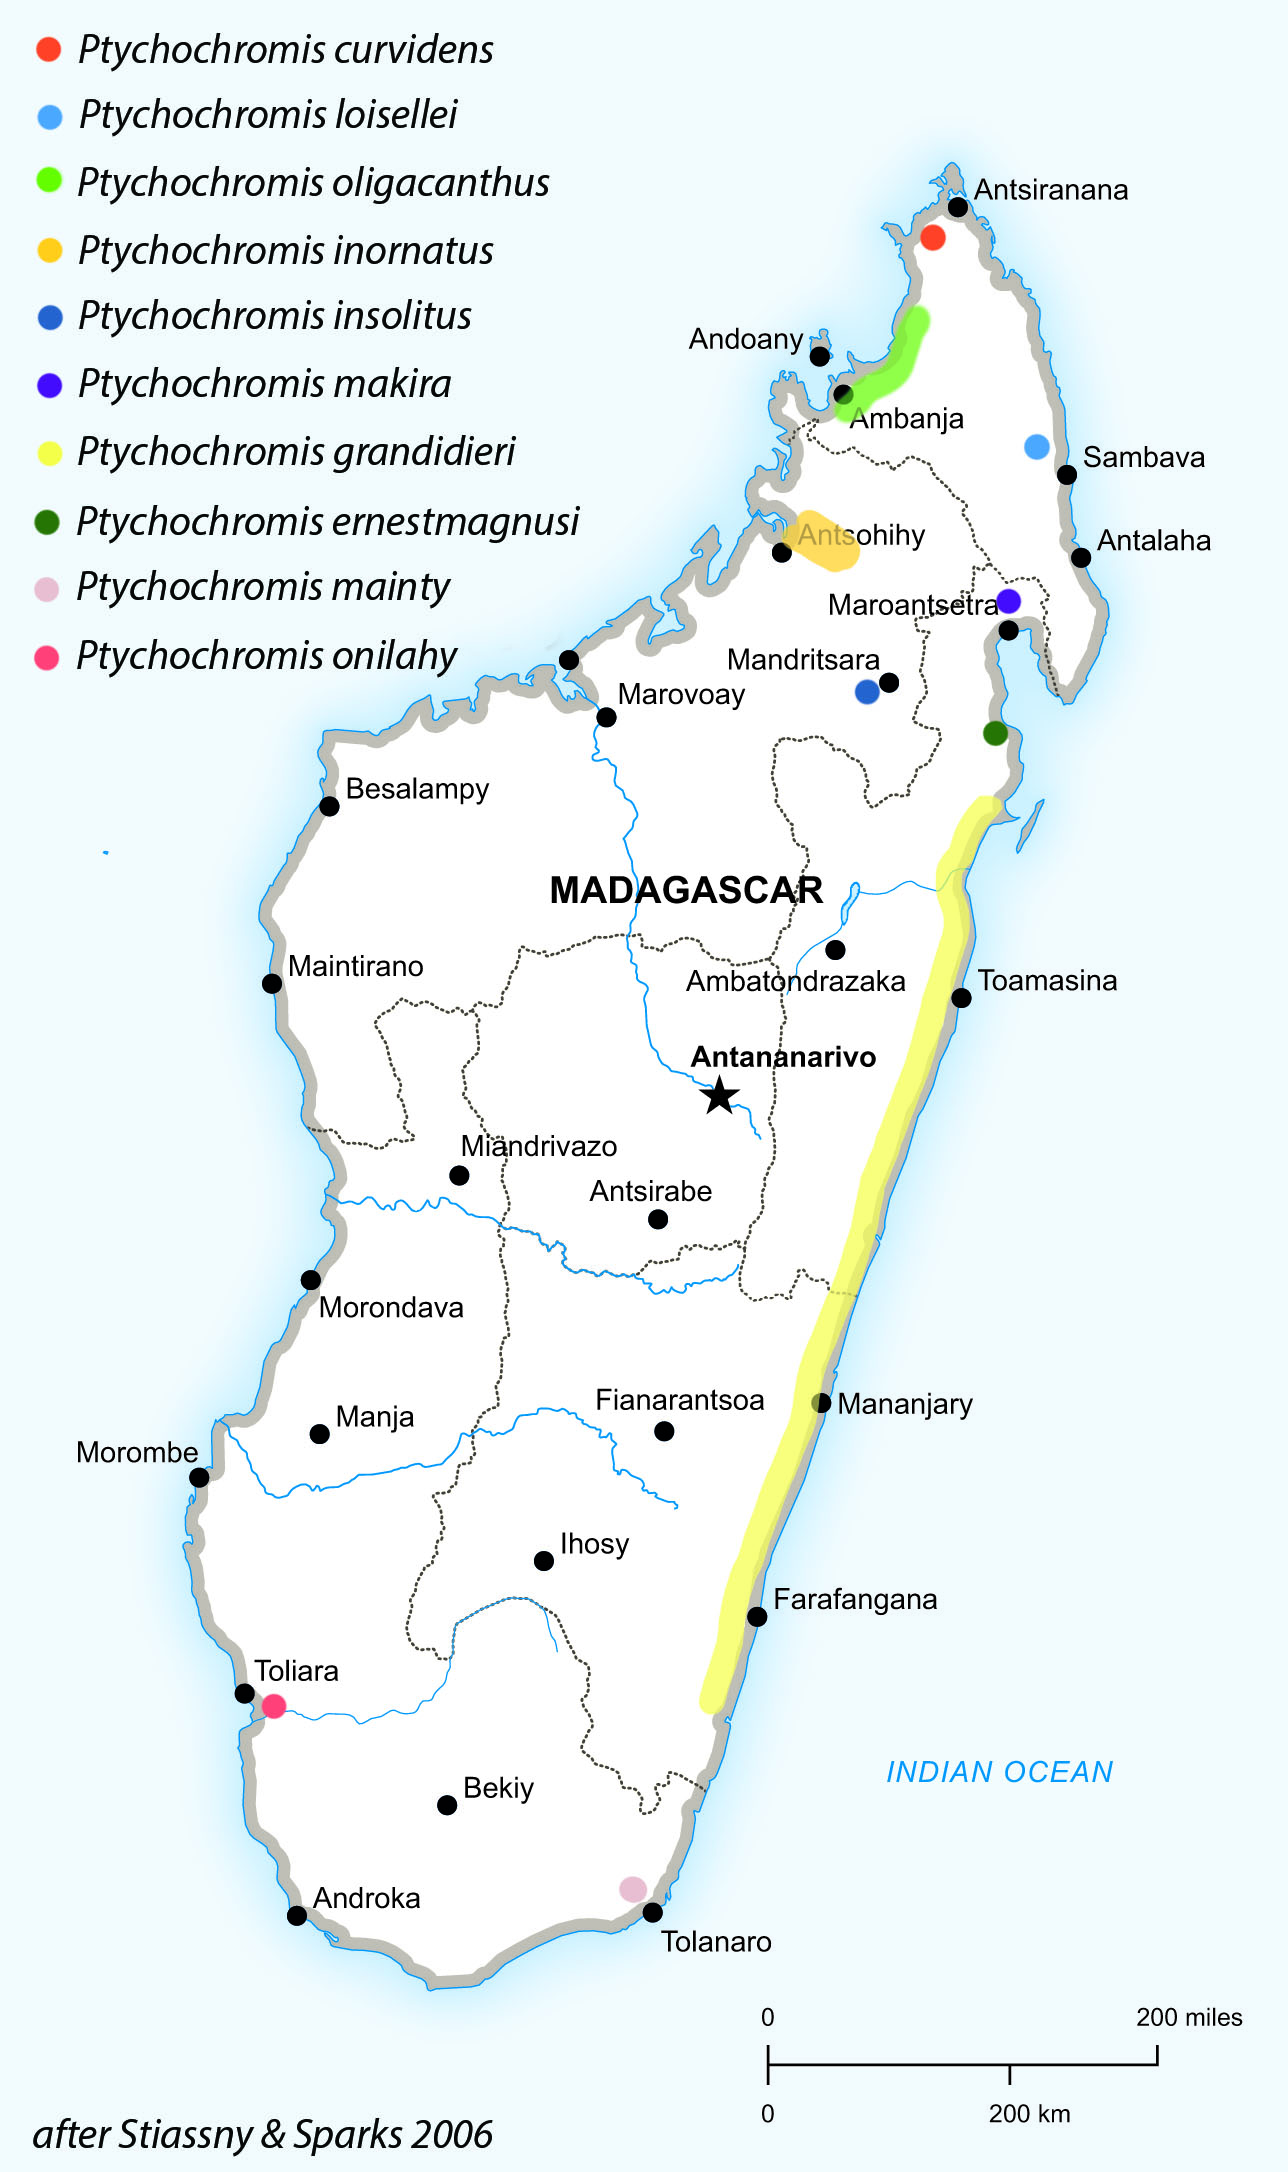 Ptychochromis curvidens
Ptychochromis loisellei
Ptychochromis oligacanthus
Ptychochromis inornatus
Ptychochromis insolitus
Ptychochromis makira
Ptychochromis grandidieri
Ptychochromis ernestmagnusi
Ptychochromis mainty
Ptychochromis onilahy
Antsiranana
Andoany
Ambanja
Sambava
Antsohihy
Antalaha
Maroantsetra
Mandritsara
Marovoay
Besalampy
MADAGASCAR
Maintirano
Ambatondrazaka
Toamasina
Antananarivo
Miandrivazo
Antsirabe
Morondava
Fianarantsoa
Mananjary
Manja
Morombe
Ihosy
Farafangana
Toliara
INDIAN OCEAN
Bekiy
Androka
Tolanaro
0 200 miles
0 200 km
after Stiassny & Sparks 2006